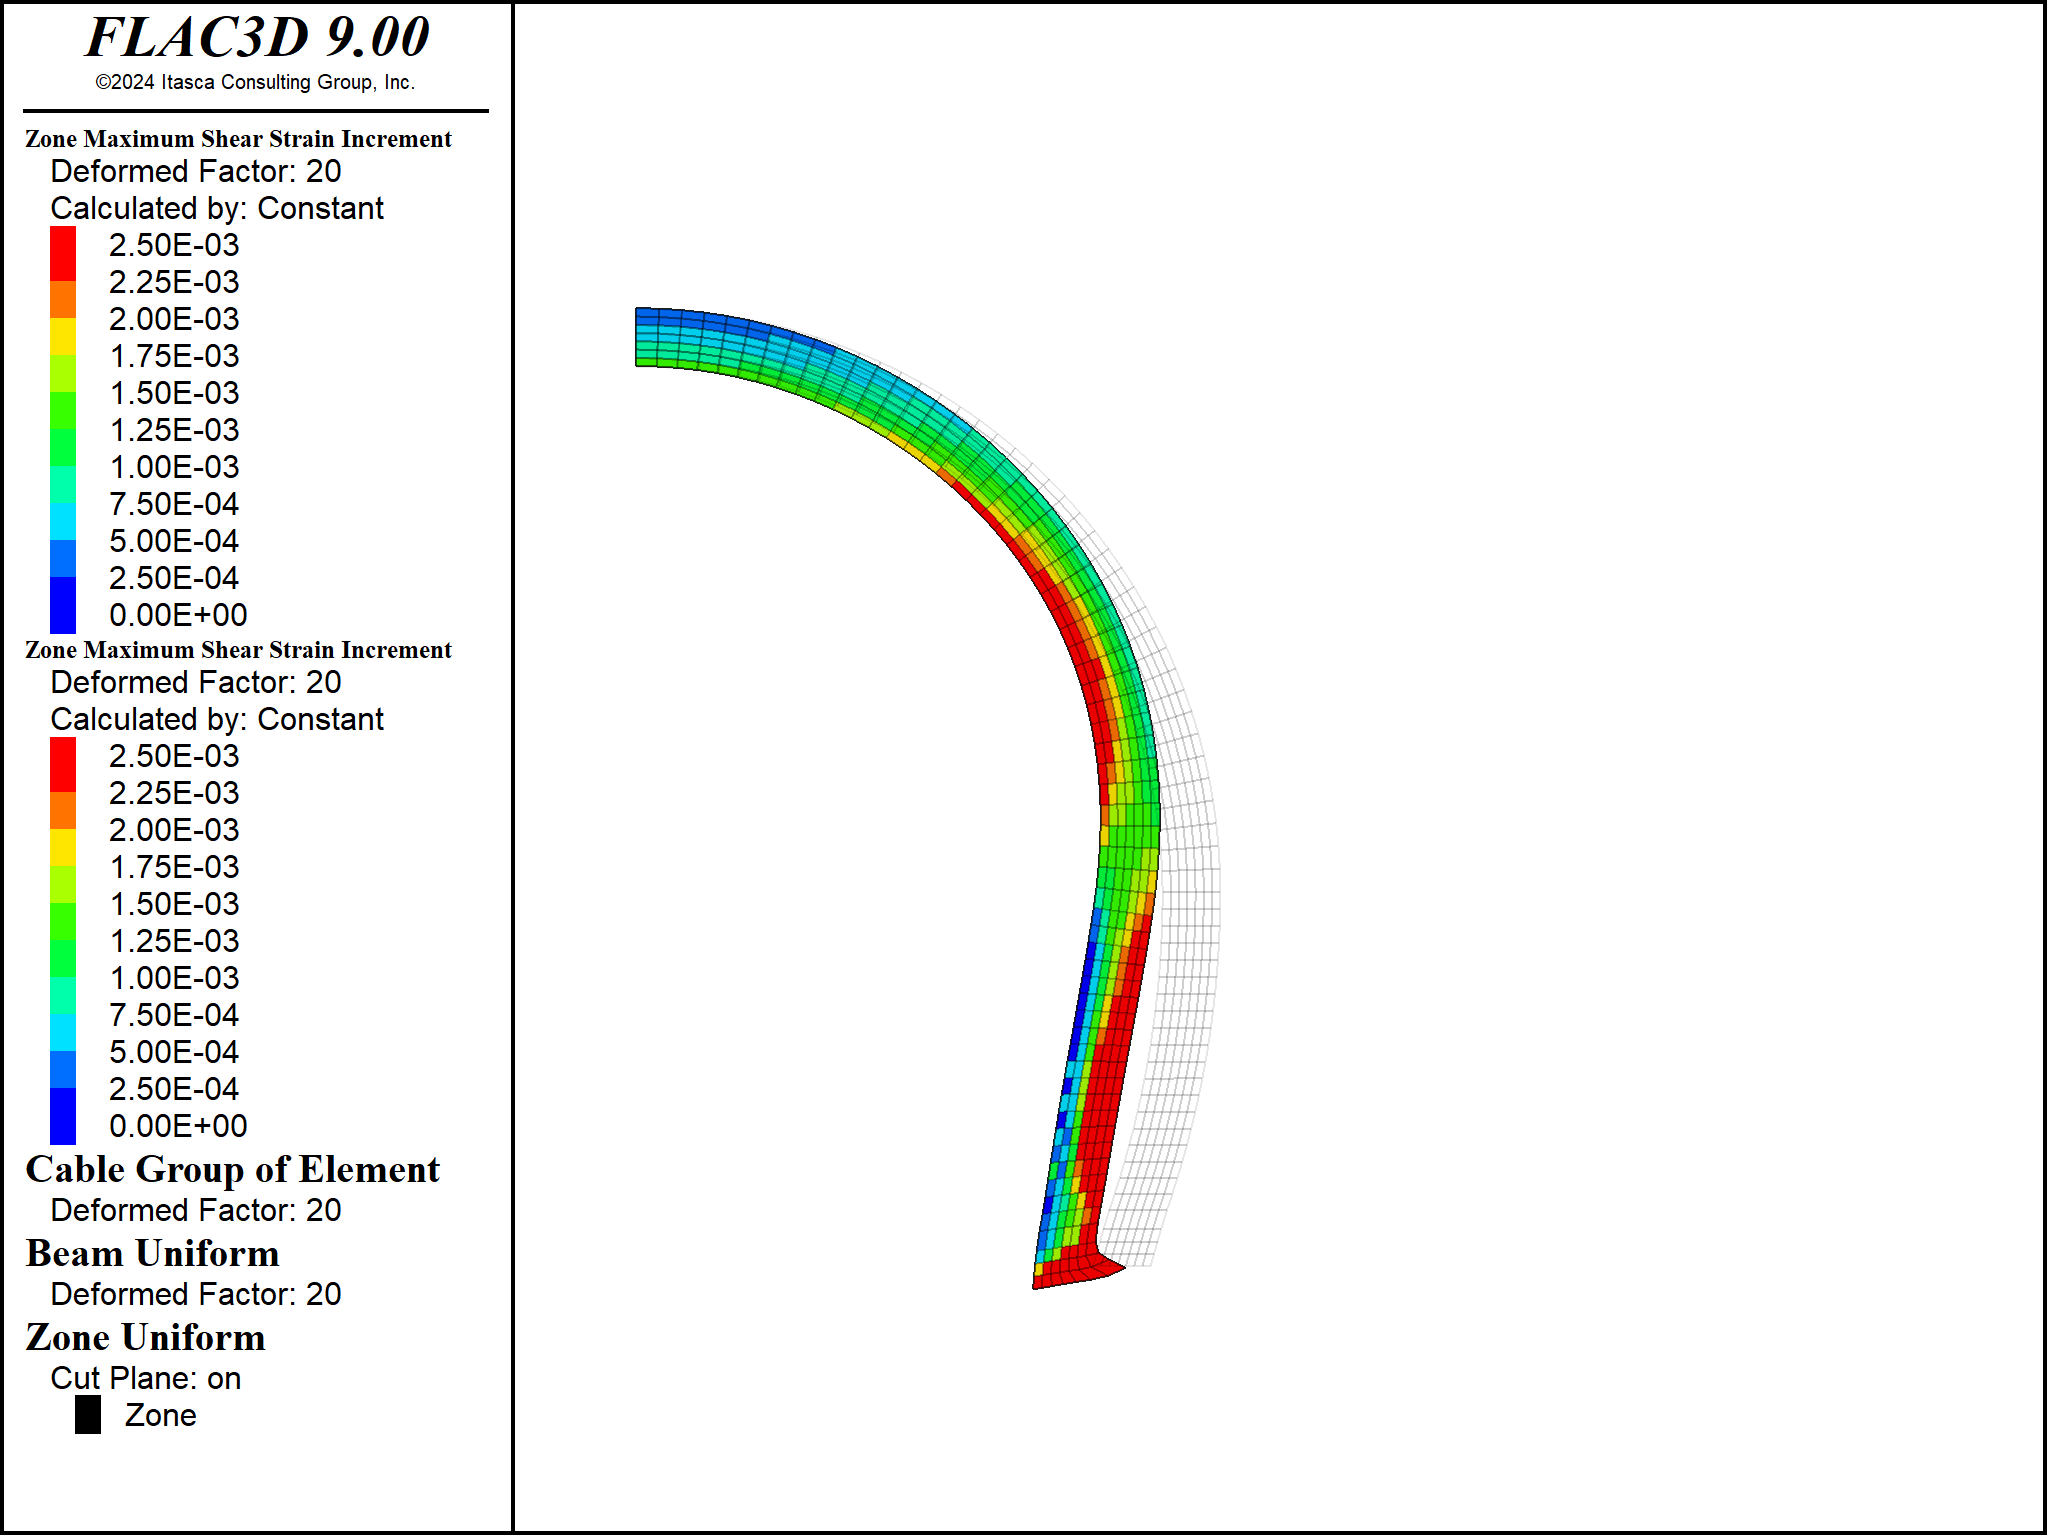 FLAC3D 9.00
©2024 Itasca Consulting Group, Inc.
Zone Maximum Shear Strain Increment
Deformed Factor: 20
Calculated by: Constant
2.50E-03
2.25E-03
2.00E-03
1.75E-03
1.50E-03
1.25E-03
1.00E-03
7.50E-04
5.00E-04
2.50E-04
0.00E+00
Zone Maximum Shear Strain Increment
Deformed Factor: 20
Calculated by: Constant
2.50E-03
2.25E-03
2.00E-03
1.75E-03
1.50E-03
1.25E-03
1.00E-03
7.50E-04
5.00E-04
2.50E-04
0.00E+00
Cable Group of Element
Deformed Factor: 20
Beam Uniform
Deformed Factor: 20
Zone Uniform
Cut Plane: on
Zone